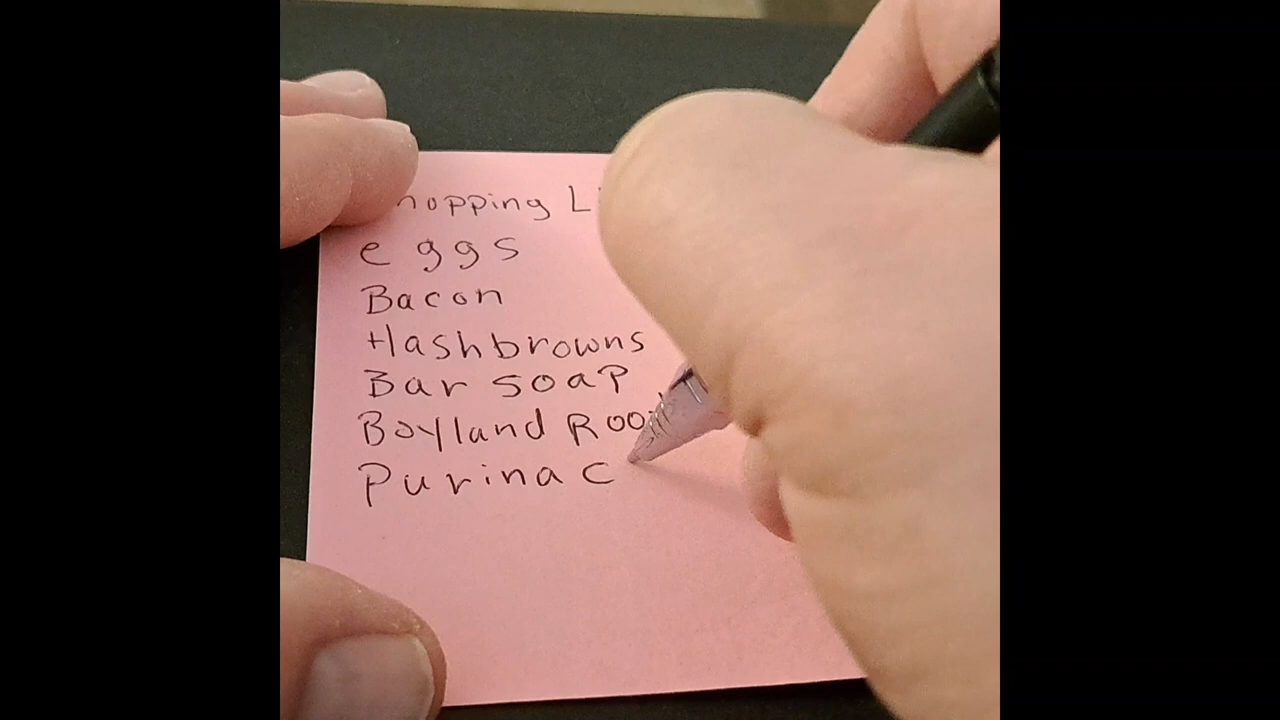 hopping L
eggs
Bacon
Hashbrowns
Bar soap
Boyland Roo
Purina C